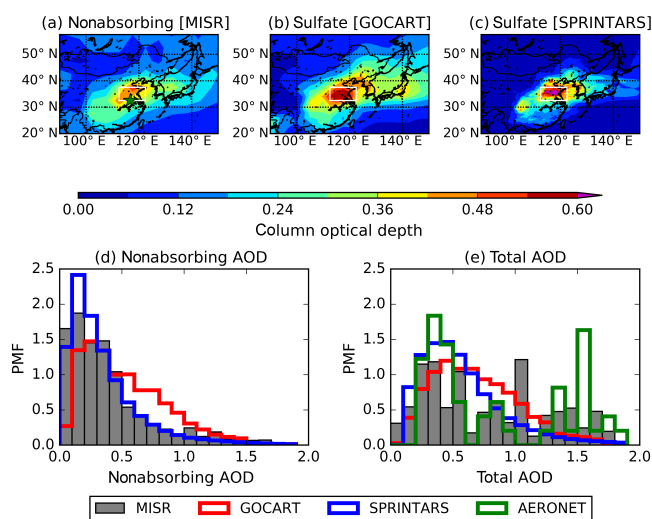 (a) Nonabsorbing [MISR] (b) Sulfate [GOCART] (c) Sulfate [SPRINTARS]
50° N 50° N 50° N
40° N 40° N 40° N
30° N 30° N 30° N
20° N 20° N 20° N
100° E 120° E 140° E 100° E 120° E 140° E 100° E 120° E 140° E
0.00 0.12 0.24 0.36 0.48 0.60
Column optical depth
(d) Nonabsorbing AOD (e) Total AOD
2.5 2.5
2.0 2.0
1.5 1.5
PMF PMF
1.0 1.0
0.5 0.5
0.0 0.0
0.0 0.5 1.0 1.5 2.0 0.0 0.5 1.0 1.5 2.0
Nonabsorbing AOD Total AOD
MISR GOCART SPRINTARS AERONET